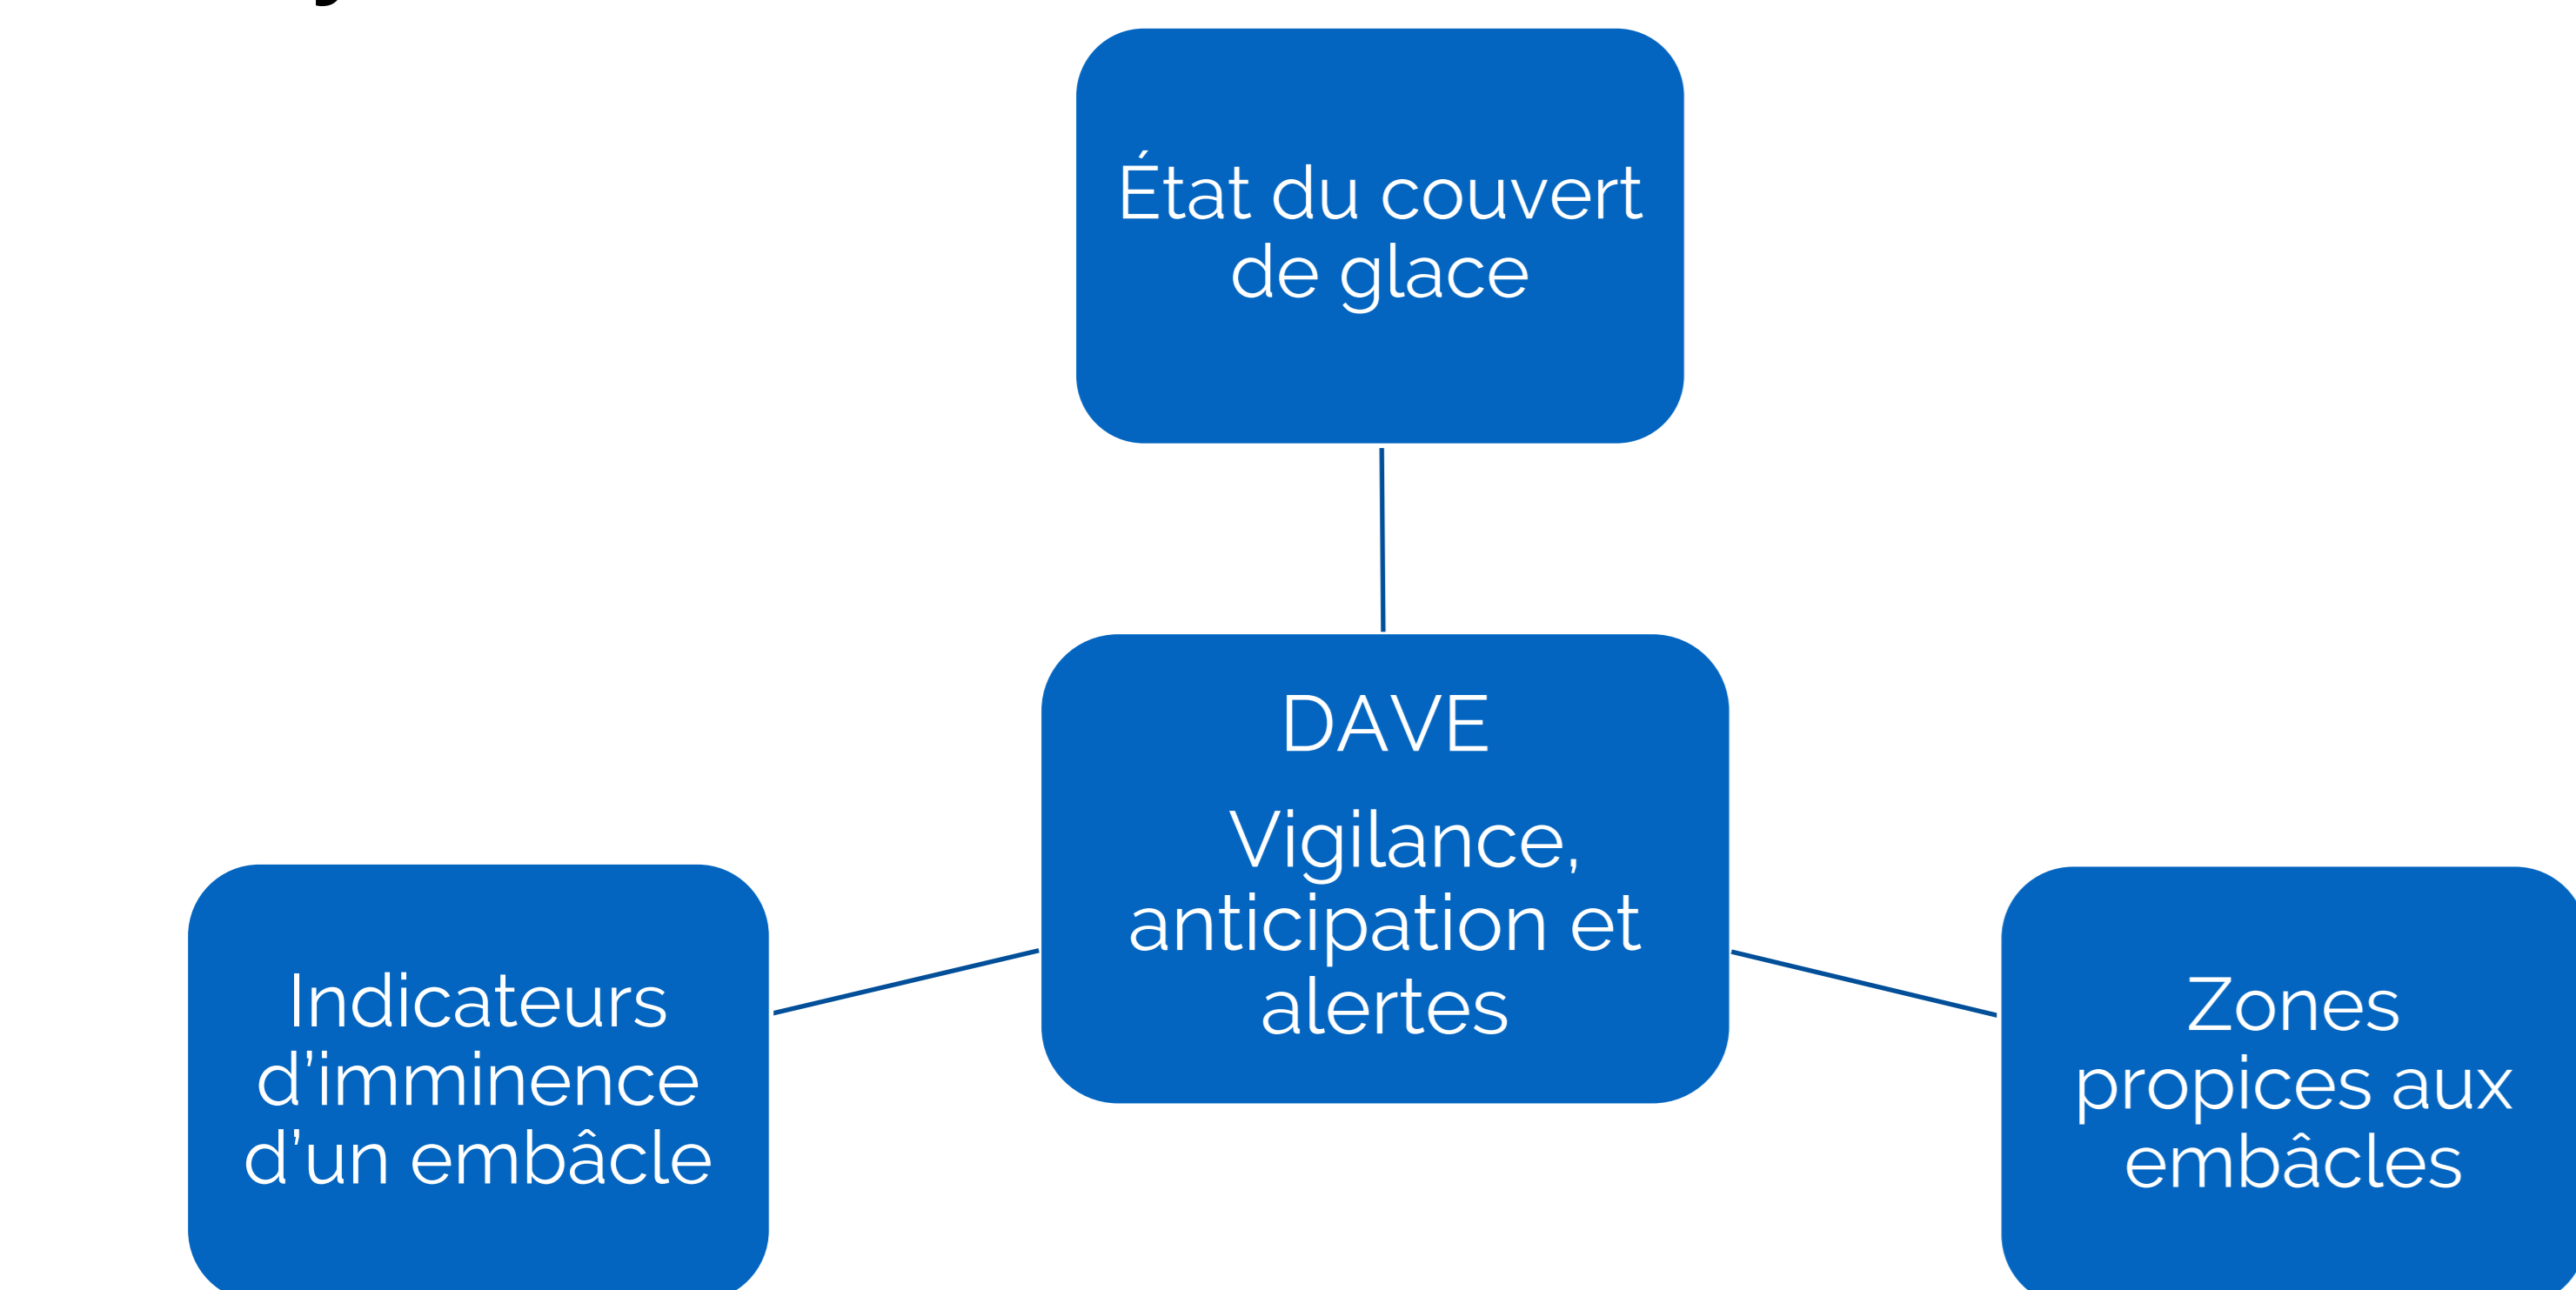 État du couvert
de glace
DAVE
Vigilance,
anticipation et
alertes
Indicateurs
d’imminence
d’un embâcle
Zones
propices aux
embâcles